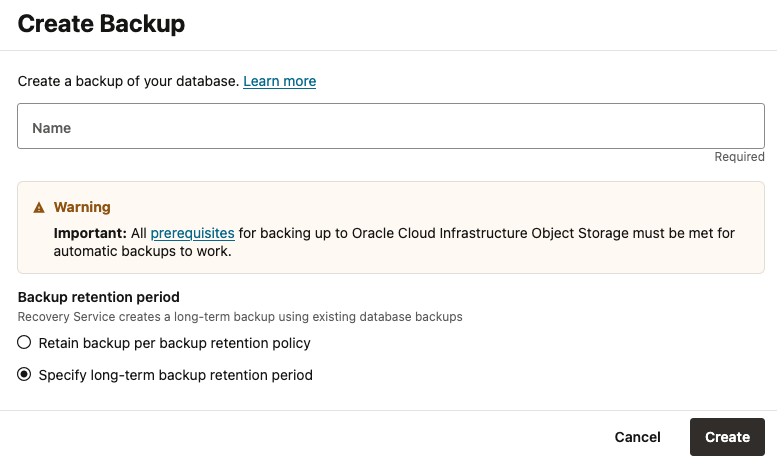 Create Backup
Create a backup of your database. Learn more
Name
Required
Warning
Important: All prerequisites for backing up to Oracle Cloud Infrastructure Object Storage must be met for
automatic backups to work.
Backup retention period
Recovery Service creates a long-term backup using existing database backups
Retain backup per backup retention policy
Specify long-term backup retention period
Cancel
Create